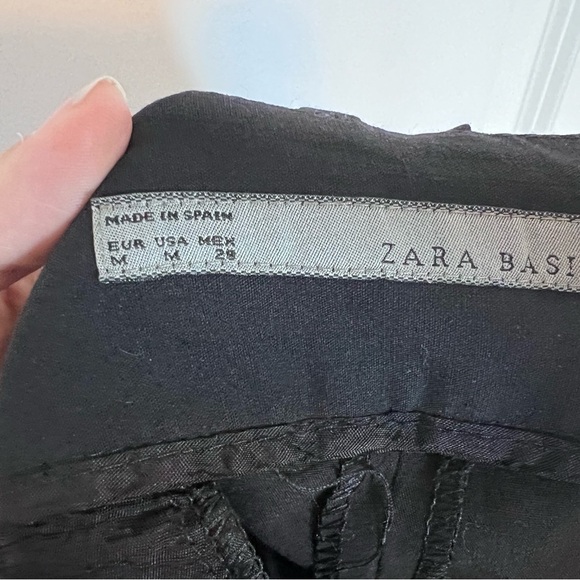 MADE IN SPAIN
EUR USA MEX
M M 28
ZARA BASI